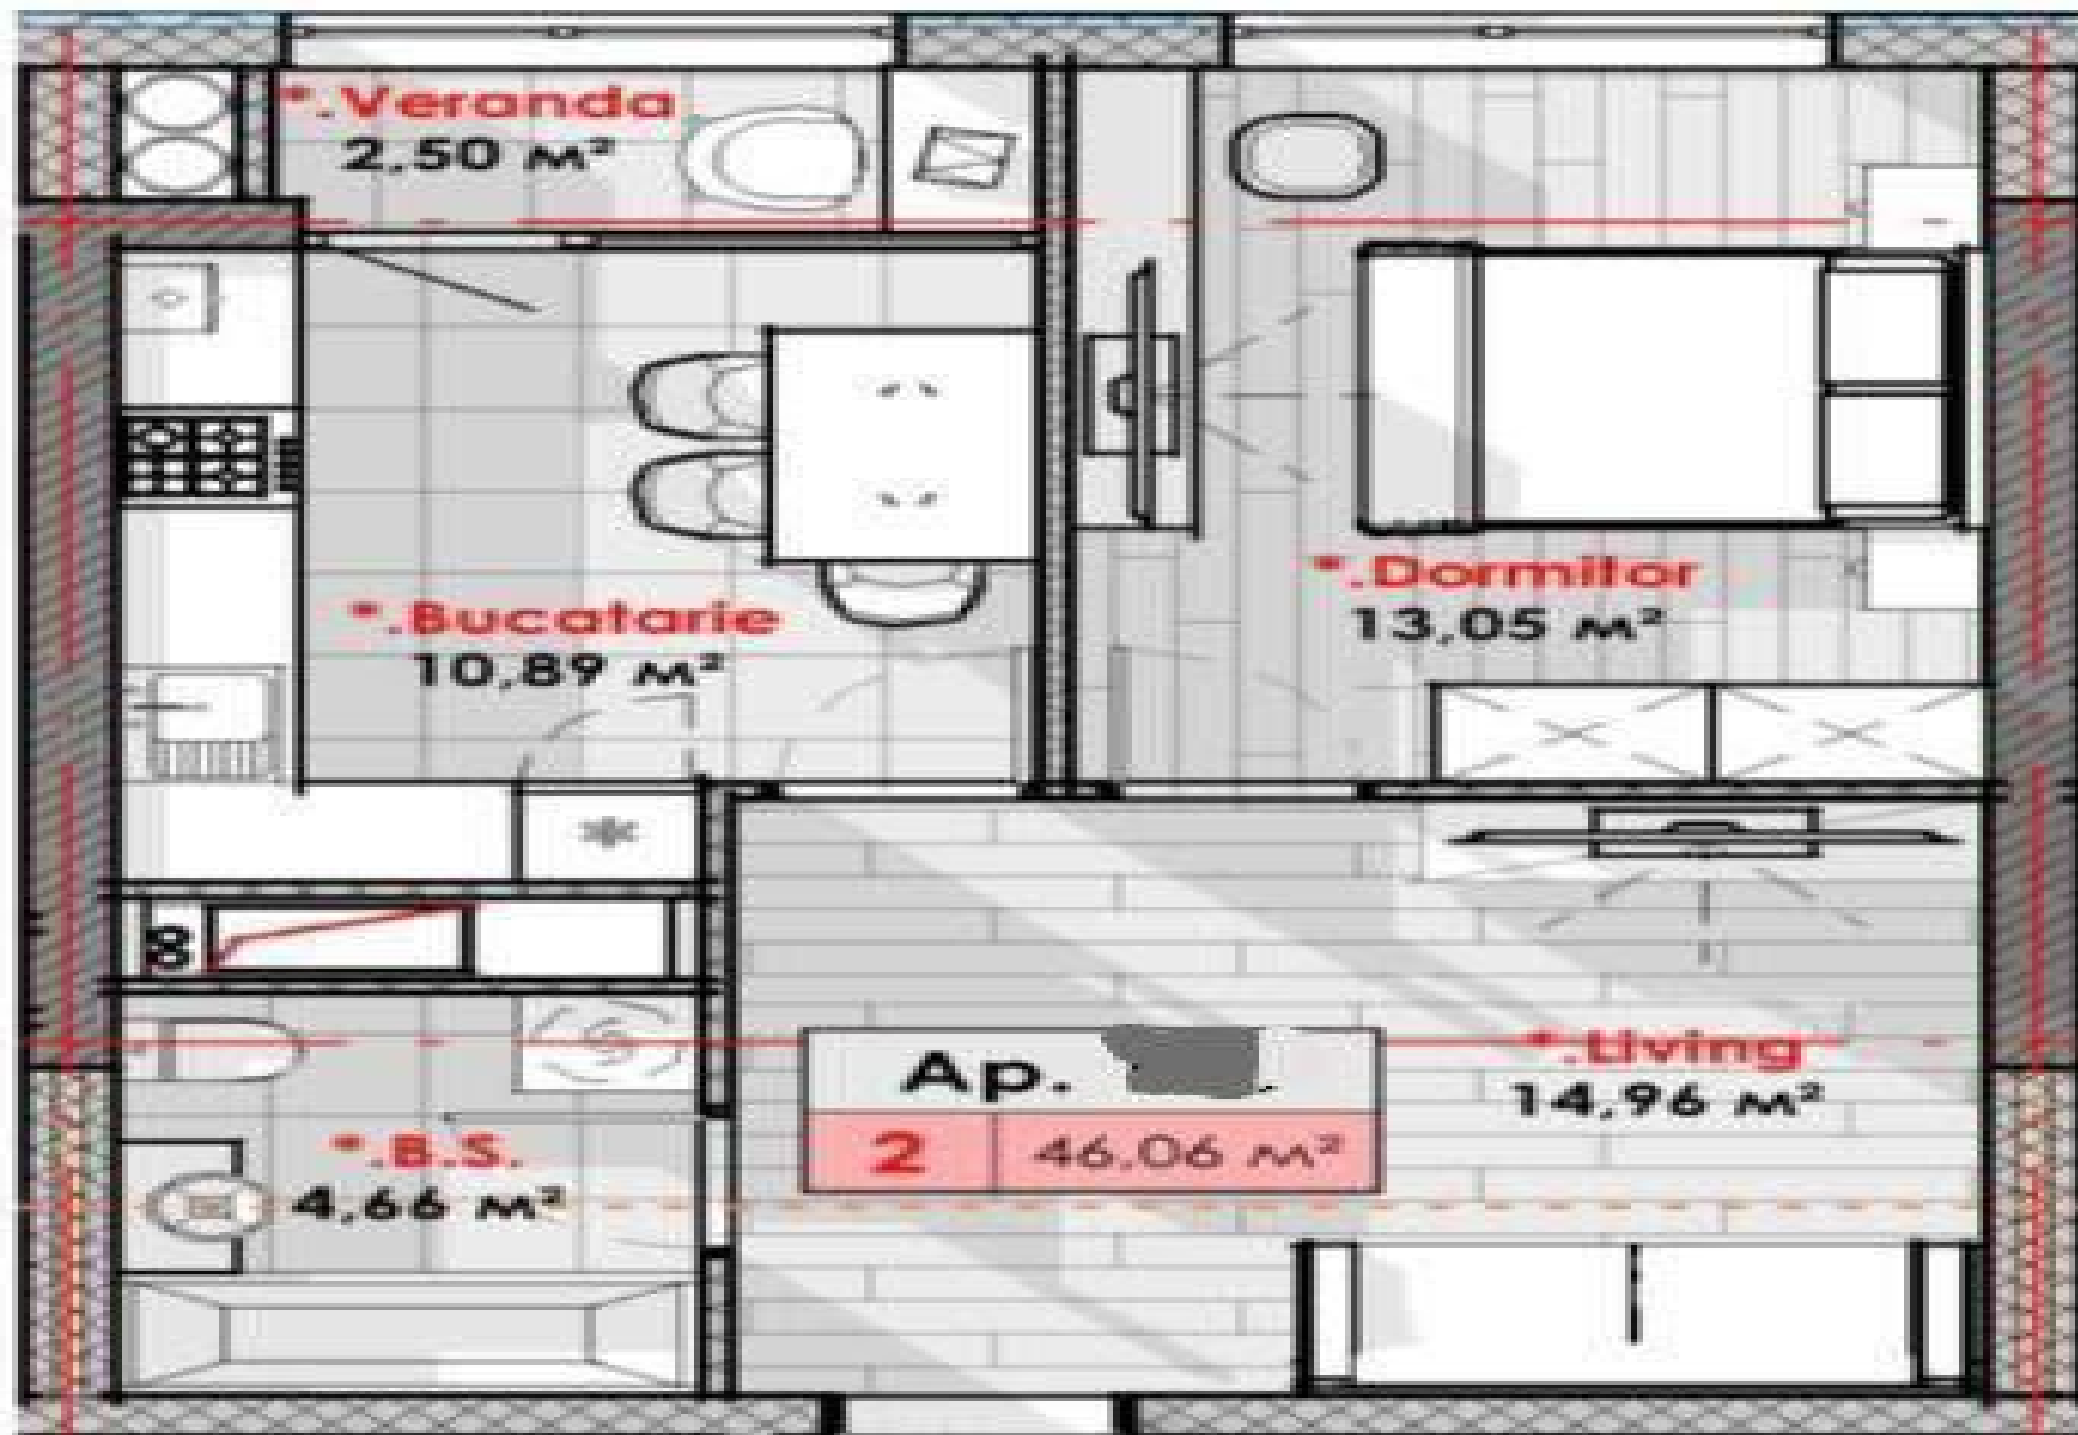 *.Veranda
2,50 м²
*.Bucatarie
10,89 м²
*.Dormitor
13,05 м²
*.Living
14,96 м²
Ap.
2 46,06 м²
*.B.S.
4,66 м²